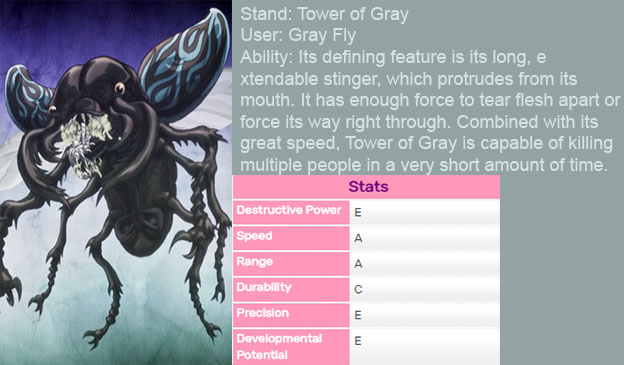 Stand: Tower of Gray
User: Gray Fly
Ability: Its defining feature is its long, e
xtendable stinger, which protrudes from its
mouth. It has enough force to tear flesh apart or
force its way right through. Combined with its
great speed, Tower of Gray is capable of killing
multiple people in a very short amount of time.
Stats
Destructive Power E
Speed A
Range A
Durability C
Precision E
Developmental
Potential E